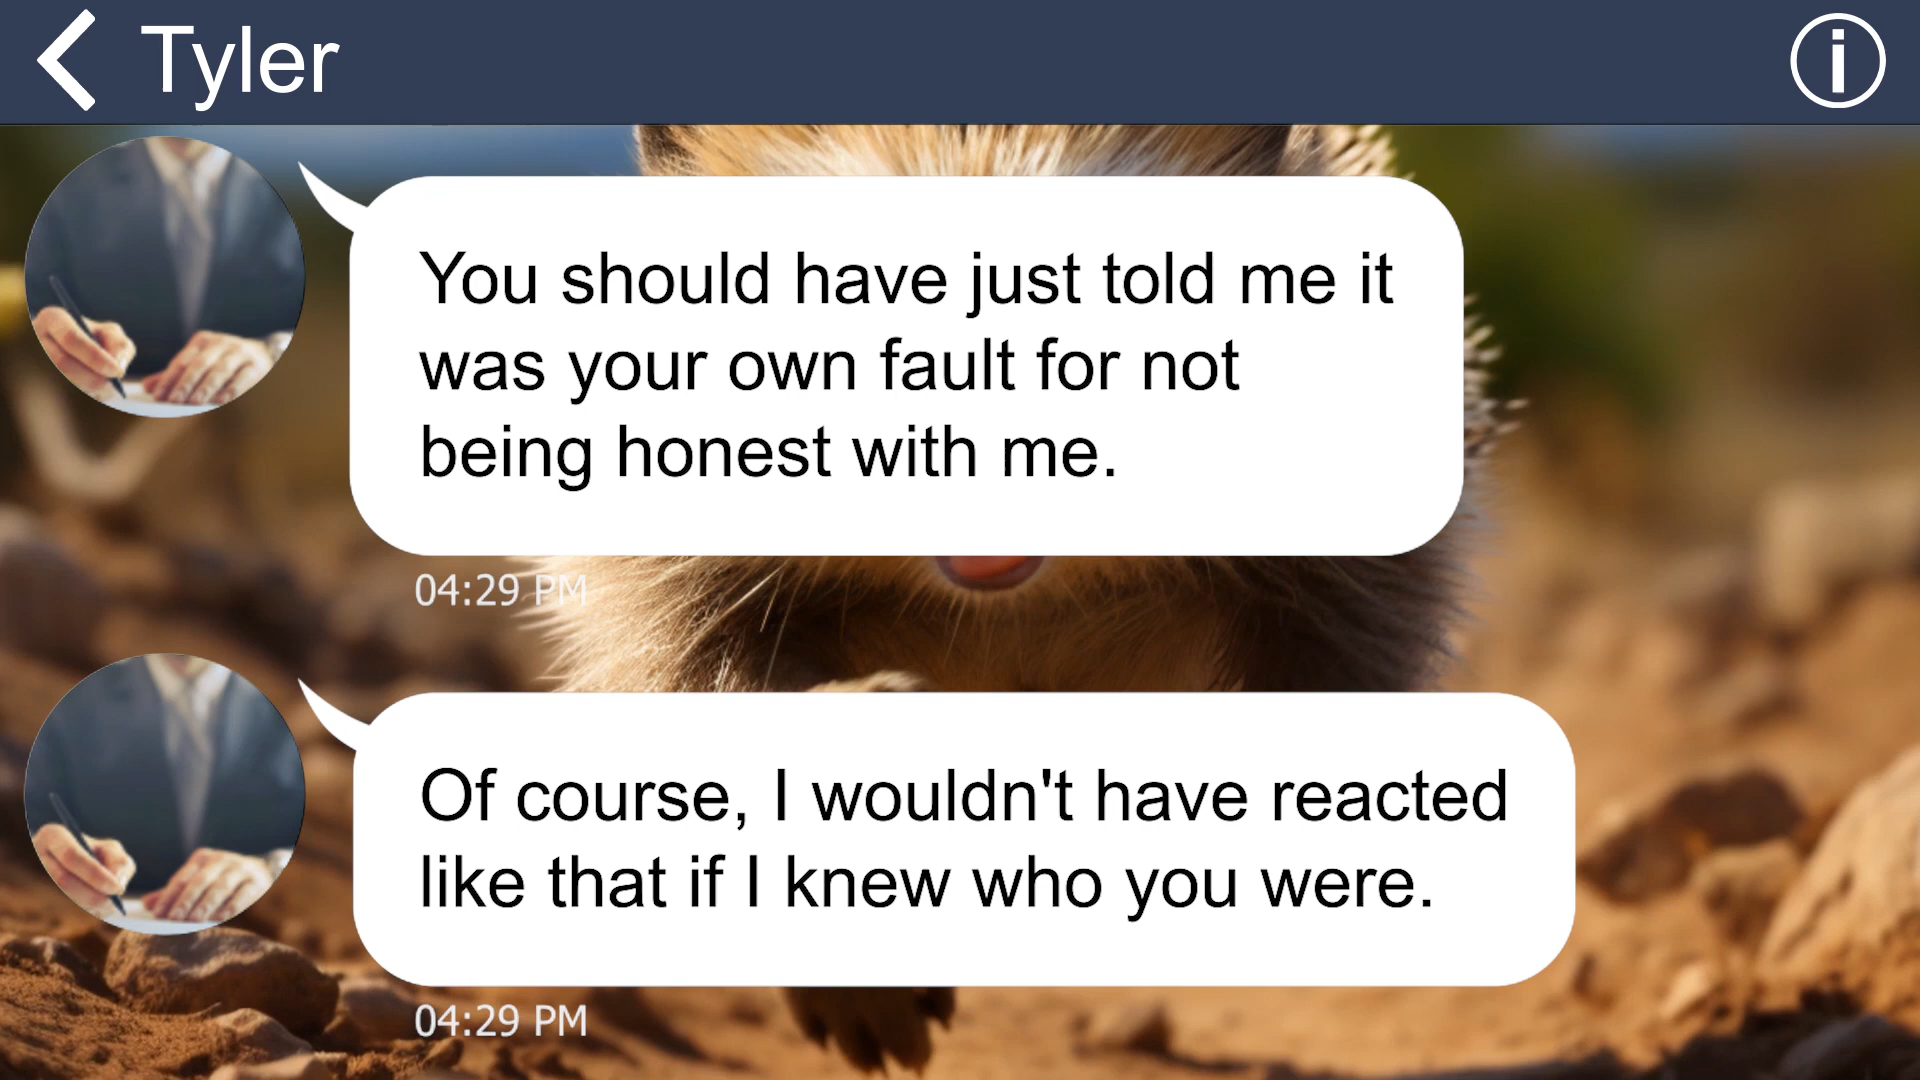 Tyler
You should have just told me it
was your own fault for not
being honest with me.
04:29 PM
Of course, I wouldn't have reacted
like that if I knew who you were.
04:29 PM